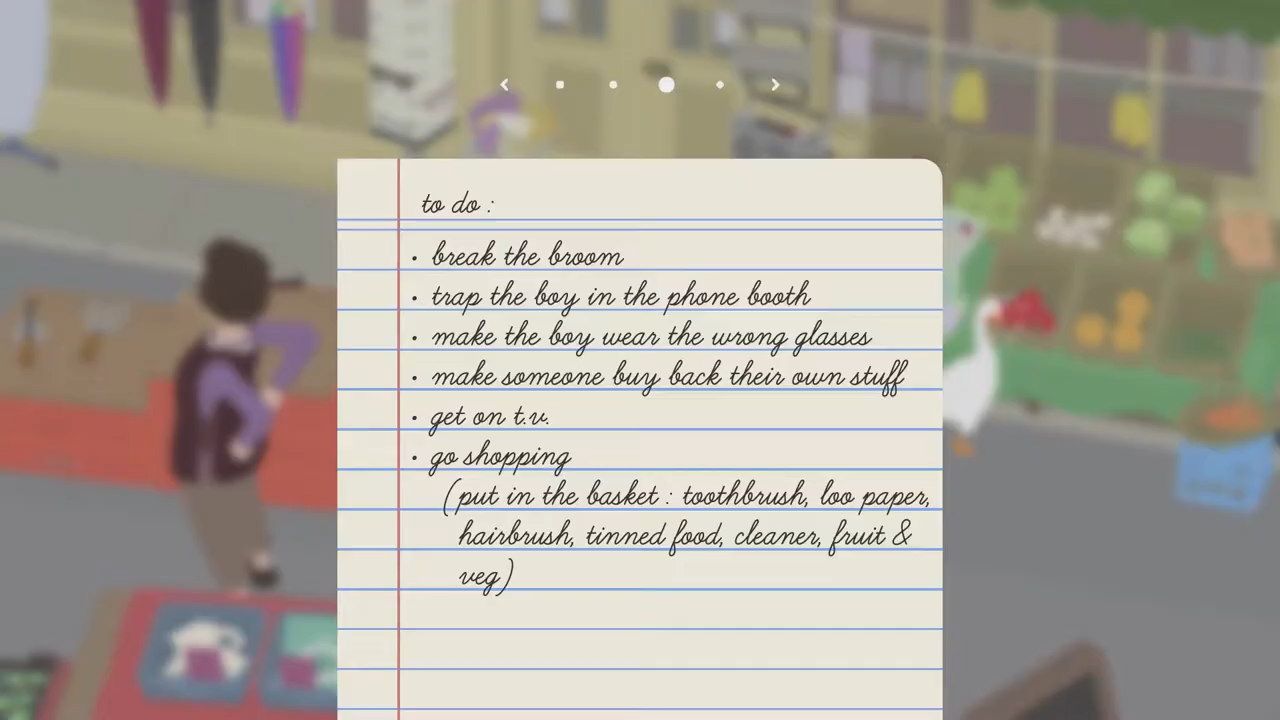 to do :
• break the broom
• trap the boy in the phone booth
• make the boy wear the wrong glasses
• make someone buy back their own stuff
• get on t.v.
• go shopping
(put in the basket : toothbrush, loo paper,
hairbrush, tinned food, cleaner, fruit &
veg)